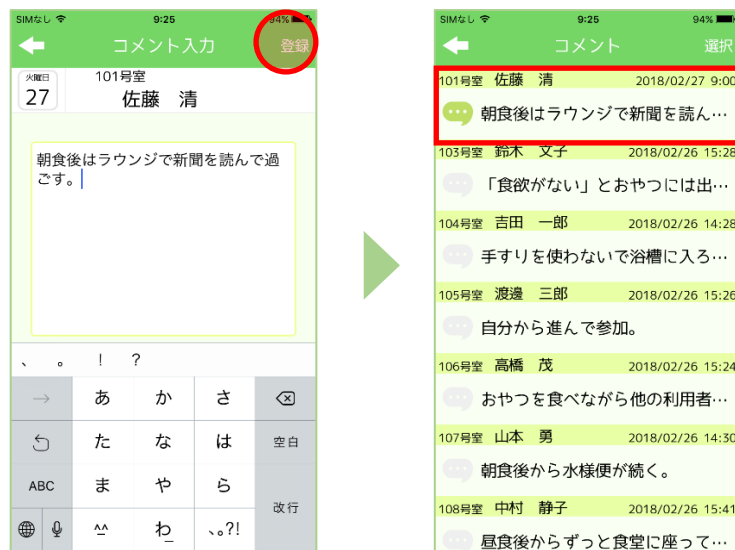 SIMなし 9:25 94%
コメント入力 登録
火曜日
27
101号室
佐藤 清
朝食後はラウンジで新聞を読んで過
ごす。
、 。 ! ?
→ あ か さ
た な は 空白
ABC ま や ら
改行
^^ わ 、。?!
SIMなし 9:25 94%
コメント 選択
101号室 佐藤 清 2018/02/27 9:00
朝食後はラウンジで新聞を読ん…
103号室 鈴木 文子 2018/02/26 15:28
「食欲がない」とおやつには出…
104号室 吉田 一郎 2018/02/26 14:28
手すりを使わないで浴槽に入ろ…
105号室 渡邉 三郎 2018/02/26 15:26
自分から進んで参加。
106号室 高橋 茂 2018/02/26 15:24
おやつを食べながら他の利用者…
107号室 山本 勇 2018/02/26 14:30
朝食後から水様便が続く。
108号室 中村 静子 2018/02/26 15:41
昼食後からずっと食堂に座って…